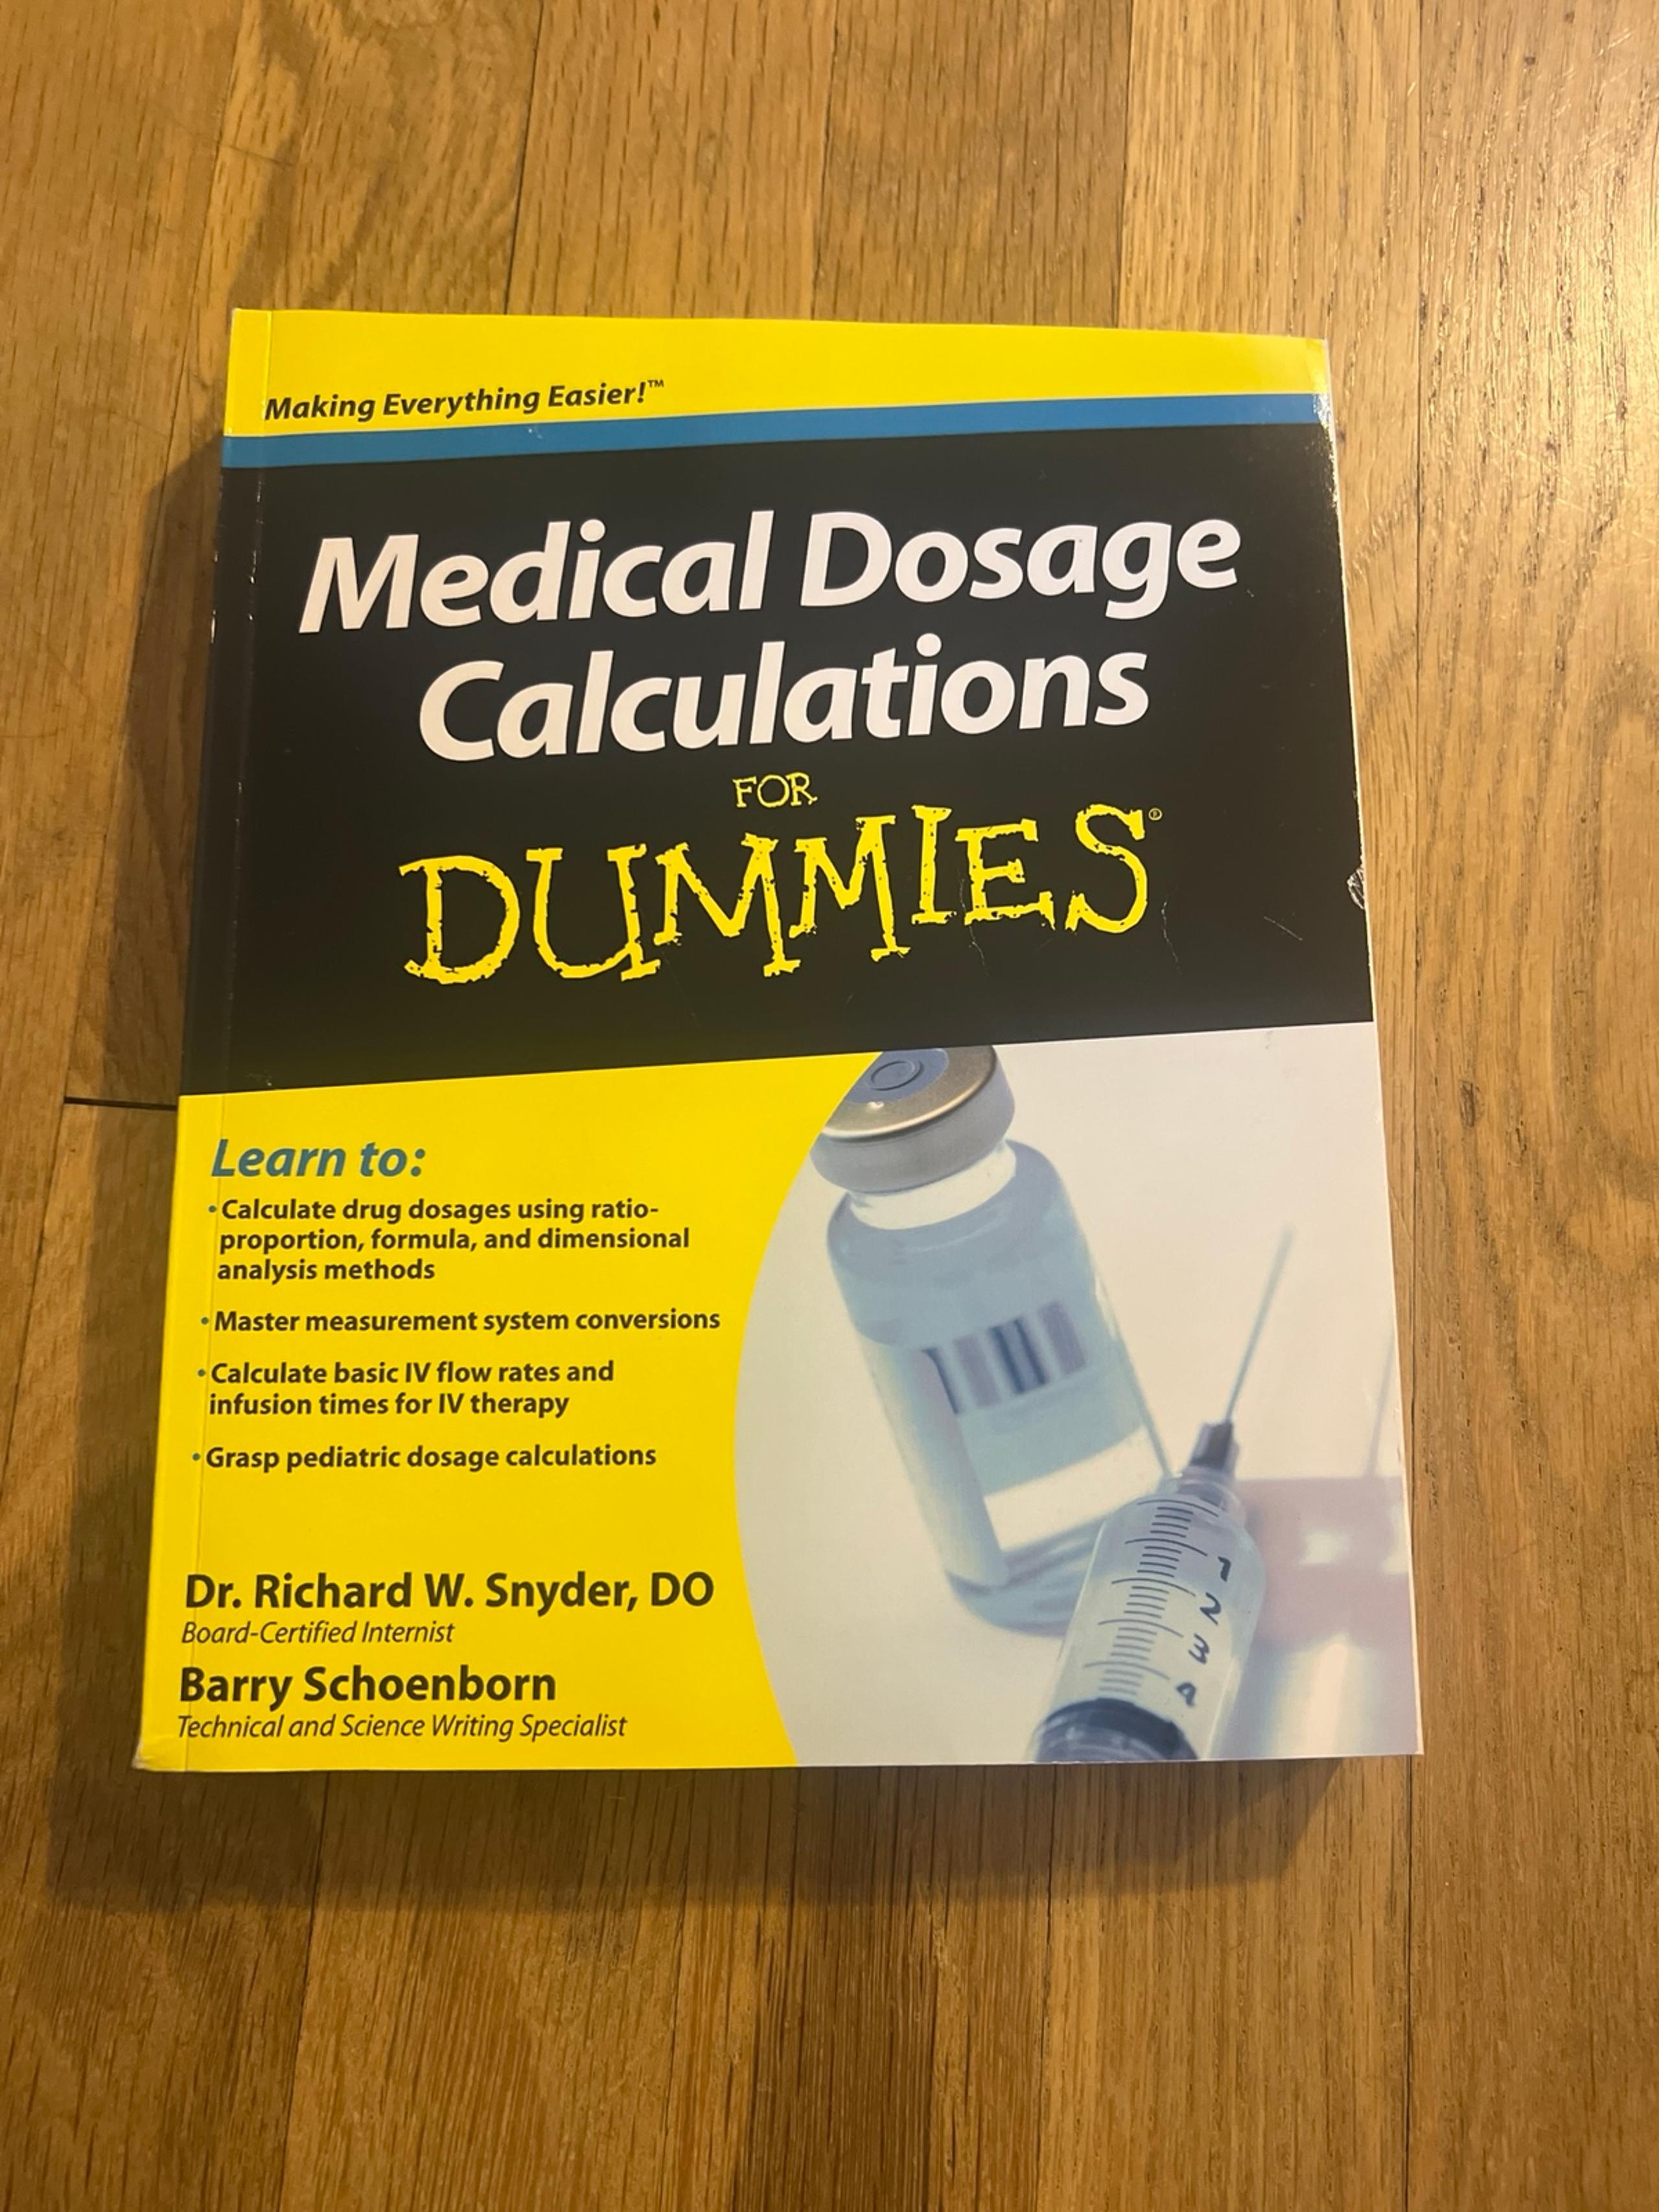 Making Everything Easier!™
Medical Dosage
Calculations
FOR
DUMMIES®
Learn to:
• Calculate drug dosages using ratio-
proportion, formula, and dimensional
analysis methods
• Master measurement system conversions
• Calculate basic IV flow rates and
infusion times for IV therapy
• Grasp pediatric dosage calculations
Dr. Richard W. Snyder, DO
Board-Certified Internist
Barry Schoenborn
Technical and Science Writing Specialist
1
2
3
4